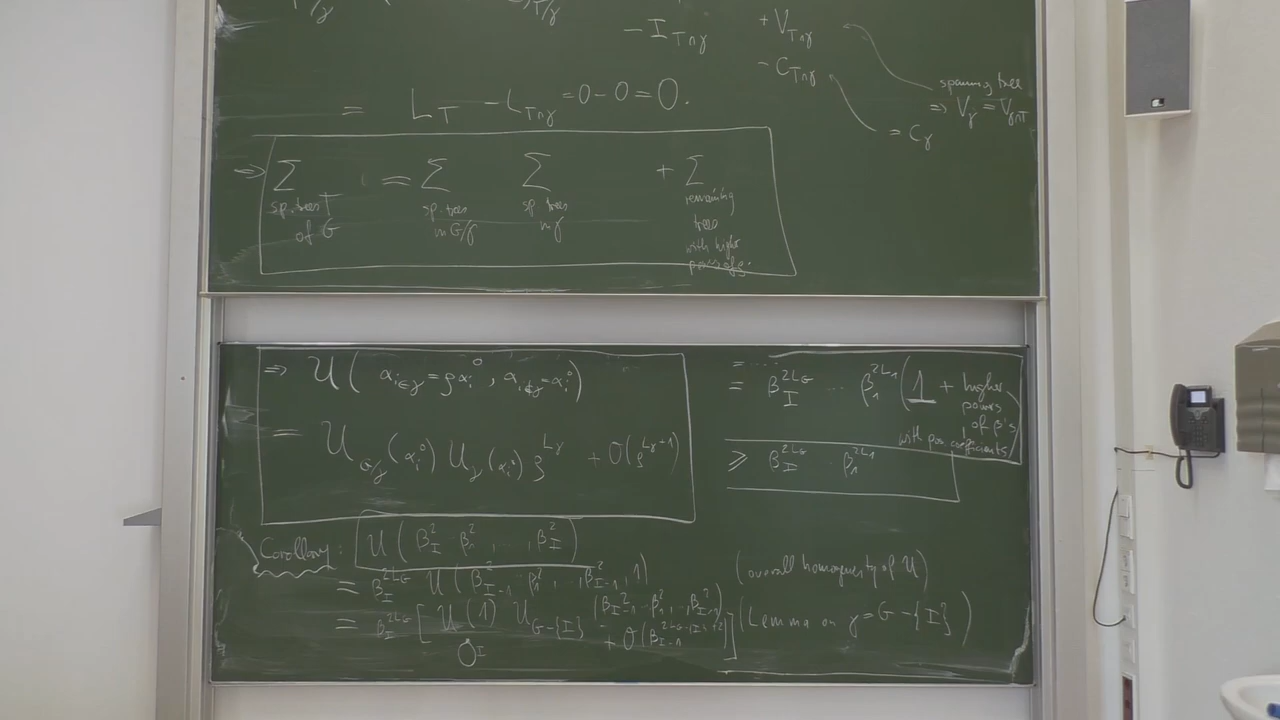 - I_{T∩γ} + V_{T∩γ}
- C_{T∩γ}
spanning tree
⇒ V_γ = V_{γ∩T}
= C_γ
= L_T - L_{T∩γ} = 0 - 0 = 0.
⇒ Σ = Σ Σ + Σ
sp. trees T of G
sp. trees in G/γ
sp. trees in γ
remaining trees with higher powers of ρ.
⇒ U( α_{i∈γ} = ρα_i^0 , α_{i∉γ} = α_i^0 )
= U_{G/γ}(α_i^0) U_γ(α_i^0) ρ^{L_γ} + O(ρ^{L_γ+1})
= ....
= β_I^{2L_G} ... β_1^{2L_1} ( 1 + higher powers of β's
with pos. coefficients )
≥ β_I^{2L_G} .. β_1^{2L_1}
Corollary: U( β_I^2 β_1^2 , ..., β_I^2 )
= β_I^{2L_G} U( β_{I-1}^2 ... β_1^2 , ..., β_{I-1}^2 , 1 ) (overall homogeneity of U)
= β_I^{2L_G} [ U(1) U_{G-{I}} (β_{I-1}^2 ... β_1^2, .., β_{I-1}^2) + O(β_{I-1}^{2L_{G-{I}}+2}) ] (Lemma on γ = G-{I})
I